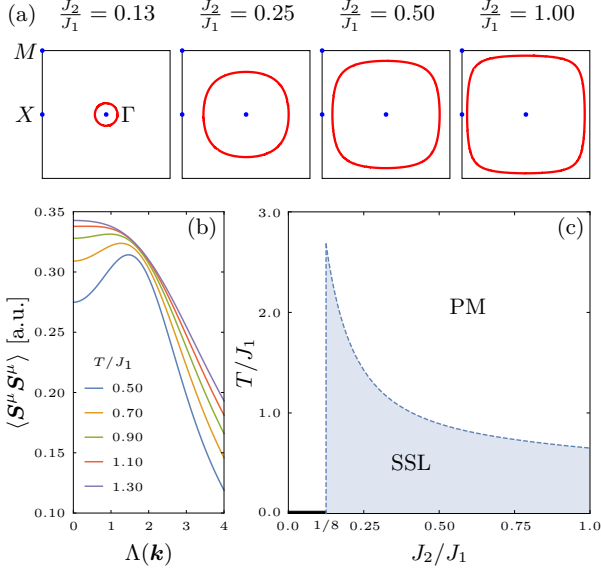 (a) J₂/J₁ = 0.13 J₂/J₁ = 0.25 J₂/J₁ = 0.50 J₂/J₁ = 1.00
M
X Γ
(b)
⟨S^μ S^μ⟩ [a.u.]
0.35
0.30
0.25
0.20
0.15
0.10
T/J₁
0.50
0.70
0.90
1.10
1.30
0 1 2 3 4
Λ(k)
(c)
T/J₁
3.0
2.0
1.0
0.0
PM
SSL
0.0 1/8 0.25 0.50 0.75 1.0
J₂/J₁